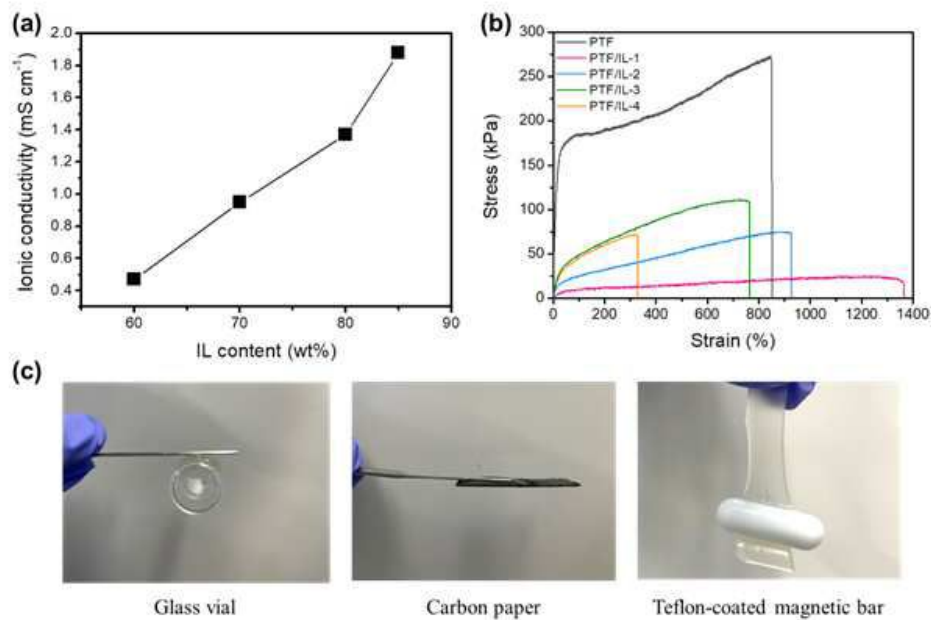 (a)
Ionic conductivity (mS cm⁻¹)
2.0
1.8
1.6
1.4
1.2
1.0
0.8
0.6
0.4
60
70
80
90
IL content (wt%)
(b)
Stress (kPa)
300
250
200
150
100
50
0
PTF
PTF/IL-1
PTF/IL-2
PTF/IL-3
PTF/IL-4
0
200
400
600
800
1000
1200
1400
Strain (%)
(c)
Glass vial
Carbon paper
Teflon-coated magnetic bar